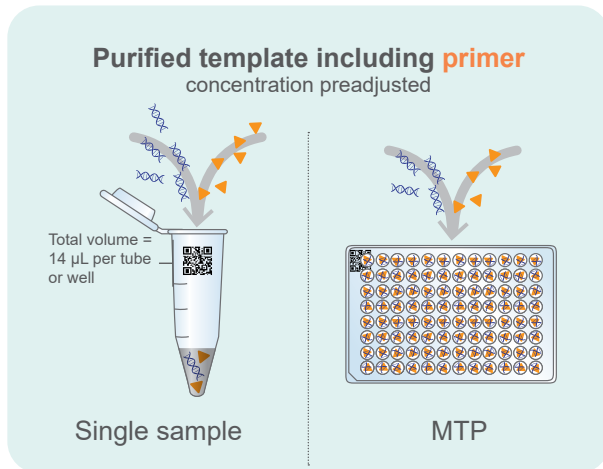 Purified template including primer
concentration preadjusted
Total volume =
14 µL per tube
or well
Single sample
MTP